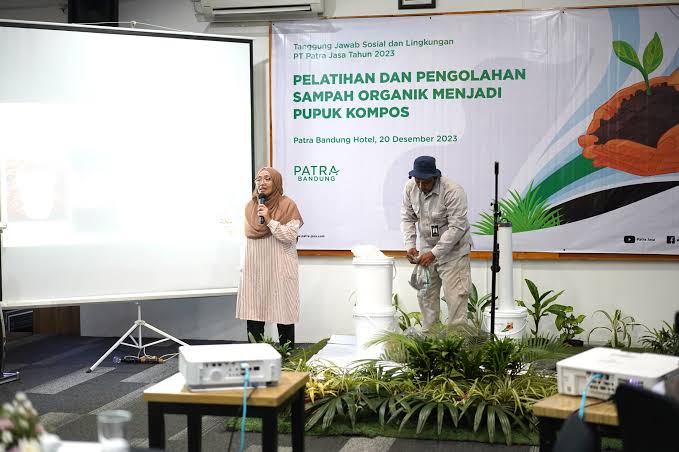 PATRA
Tanggung Jawab Sosial dan Lingkungan
PT Patra Jasa Tahun 2023
PELATIHAN DAN PENGOLAHAN
SAMPAH ORGANIK MENJADI
PUPUK KOMPOS
Patra Bandung Hotel, 20 Desember 2023
PATRA
BANDUNG
Patra Jasa